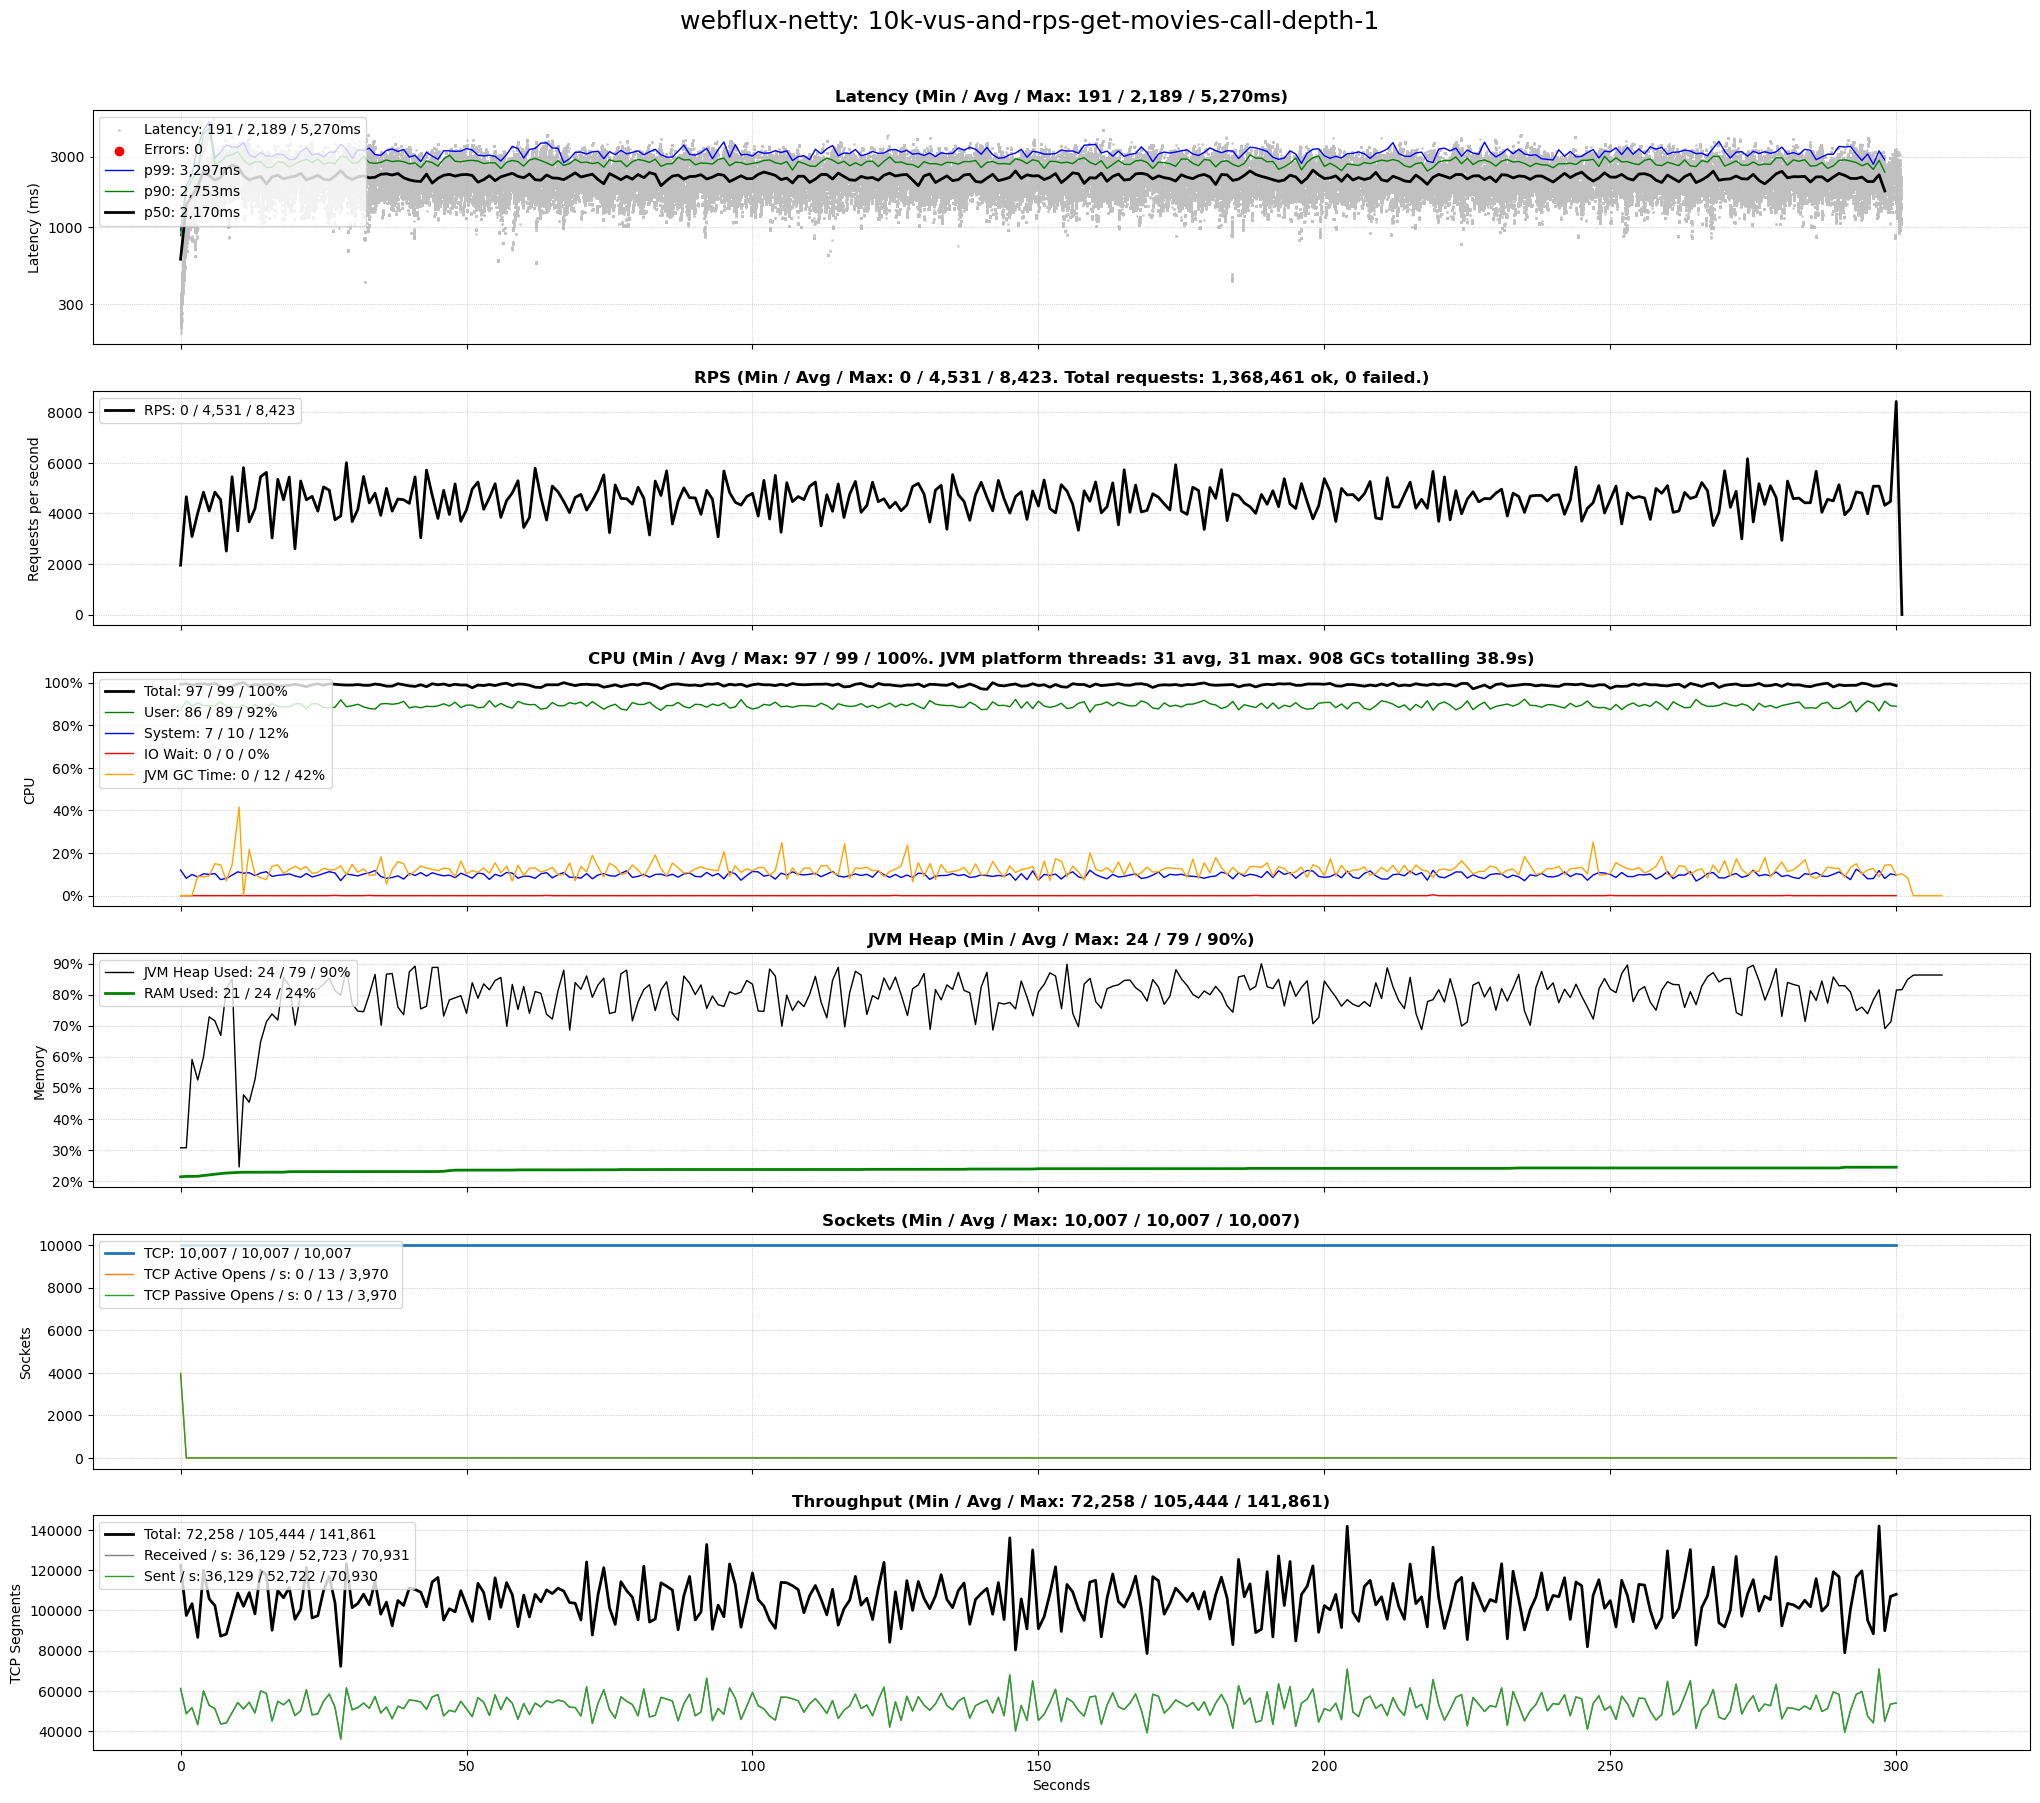 webflux-netty: 10k-vus-and-rps-get-movies-call-depth-1
Latency (Min / Avg / Max: 191 / 2,189 / 5,270ms)
Latency (ms)
3000
1000
300
Latency: 191 / 2,189 / 5,270ms
Errors: 0
p99: 3,297ms
p90: 2,753ms
p50: 2,170ms
RPS (Min / Avg / Max: 0 / 4,531 / 8,423. Total requests: 1,368,461 ok, 0 failed.)
Requests per second
8000
6000
4000
2000
0
RPS: 0 / 4,531 / 8,423
CPU (Min / Avg / Max: 97 / 99 / 100%. JVM platform threads: 31 avg, 31 max. 908 GCs totalling 38.9s)
CPU
100%
80%
60%
40%
20%
0%
Total: 97 / 99 / 100%
User: 86 / 89 / 92%
System: 7 / 10 / 12%
IO Wait: 0 / 0 / 0%
JVM GC Time: 0 / 12 / 42%
JVM Heap (Min / Avg / Max: 24 / 79 / 90%)
Memory
90%
80%
70%
60%
50%
40%
30%
20%
JVM Heap Used: 24 / 79 / 90%
RAM Used: 21 / 24 / 24%
Sockets (Min / Avg / Max: 10,007 / 10,007 / 10,007)
Sockets
10000
8000
6000
4000
2000
0
TCP: 10,007 / 10,007 / 10,007
TCP Active Opens / s: 0 / 13 / 3,970
TCP Passive Opens / s: 0 / 13 / 3,970
Throughput (Min / Avg / Max: 72,258 / 105,444 / 141,861)
TCP Segments
140000
120000
100000
80000
60000
40000
Total: 72,258 / 105,444 / 141,861
Received / s: 36,129 / 52,723 / 70,931
Sent / s: 36,129 / 52,722 / 70,930
0 50 100 150 200 250 300
Seconds